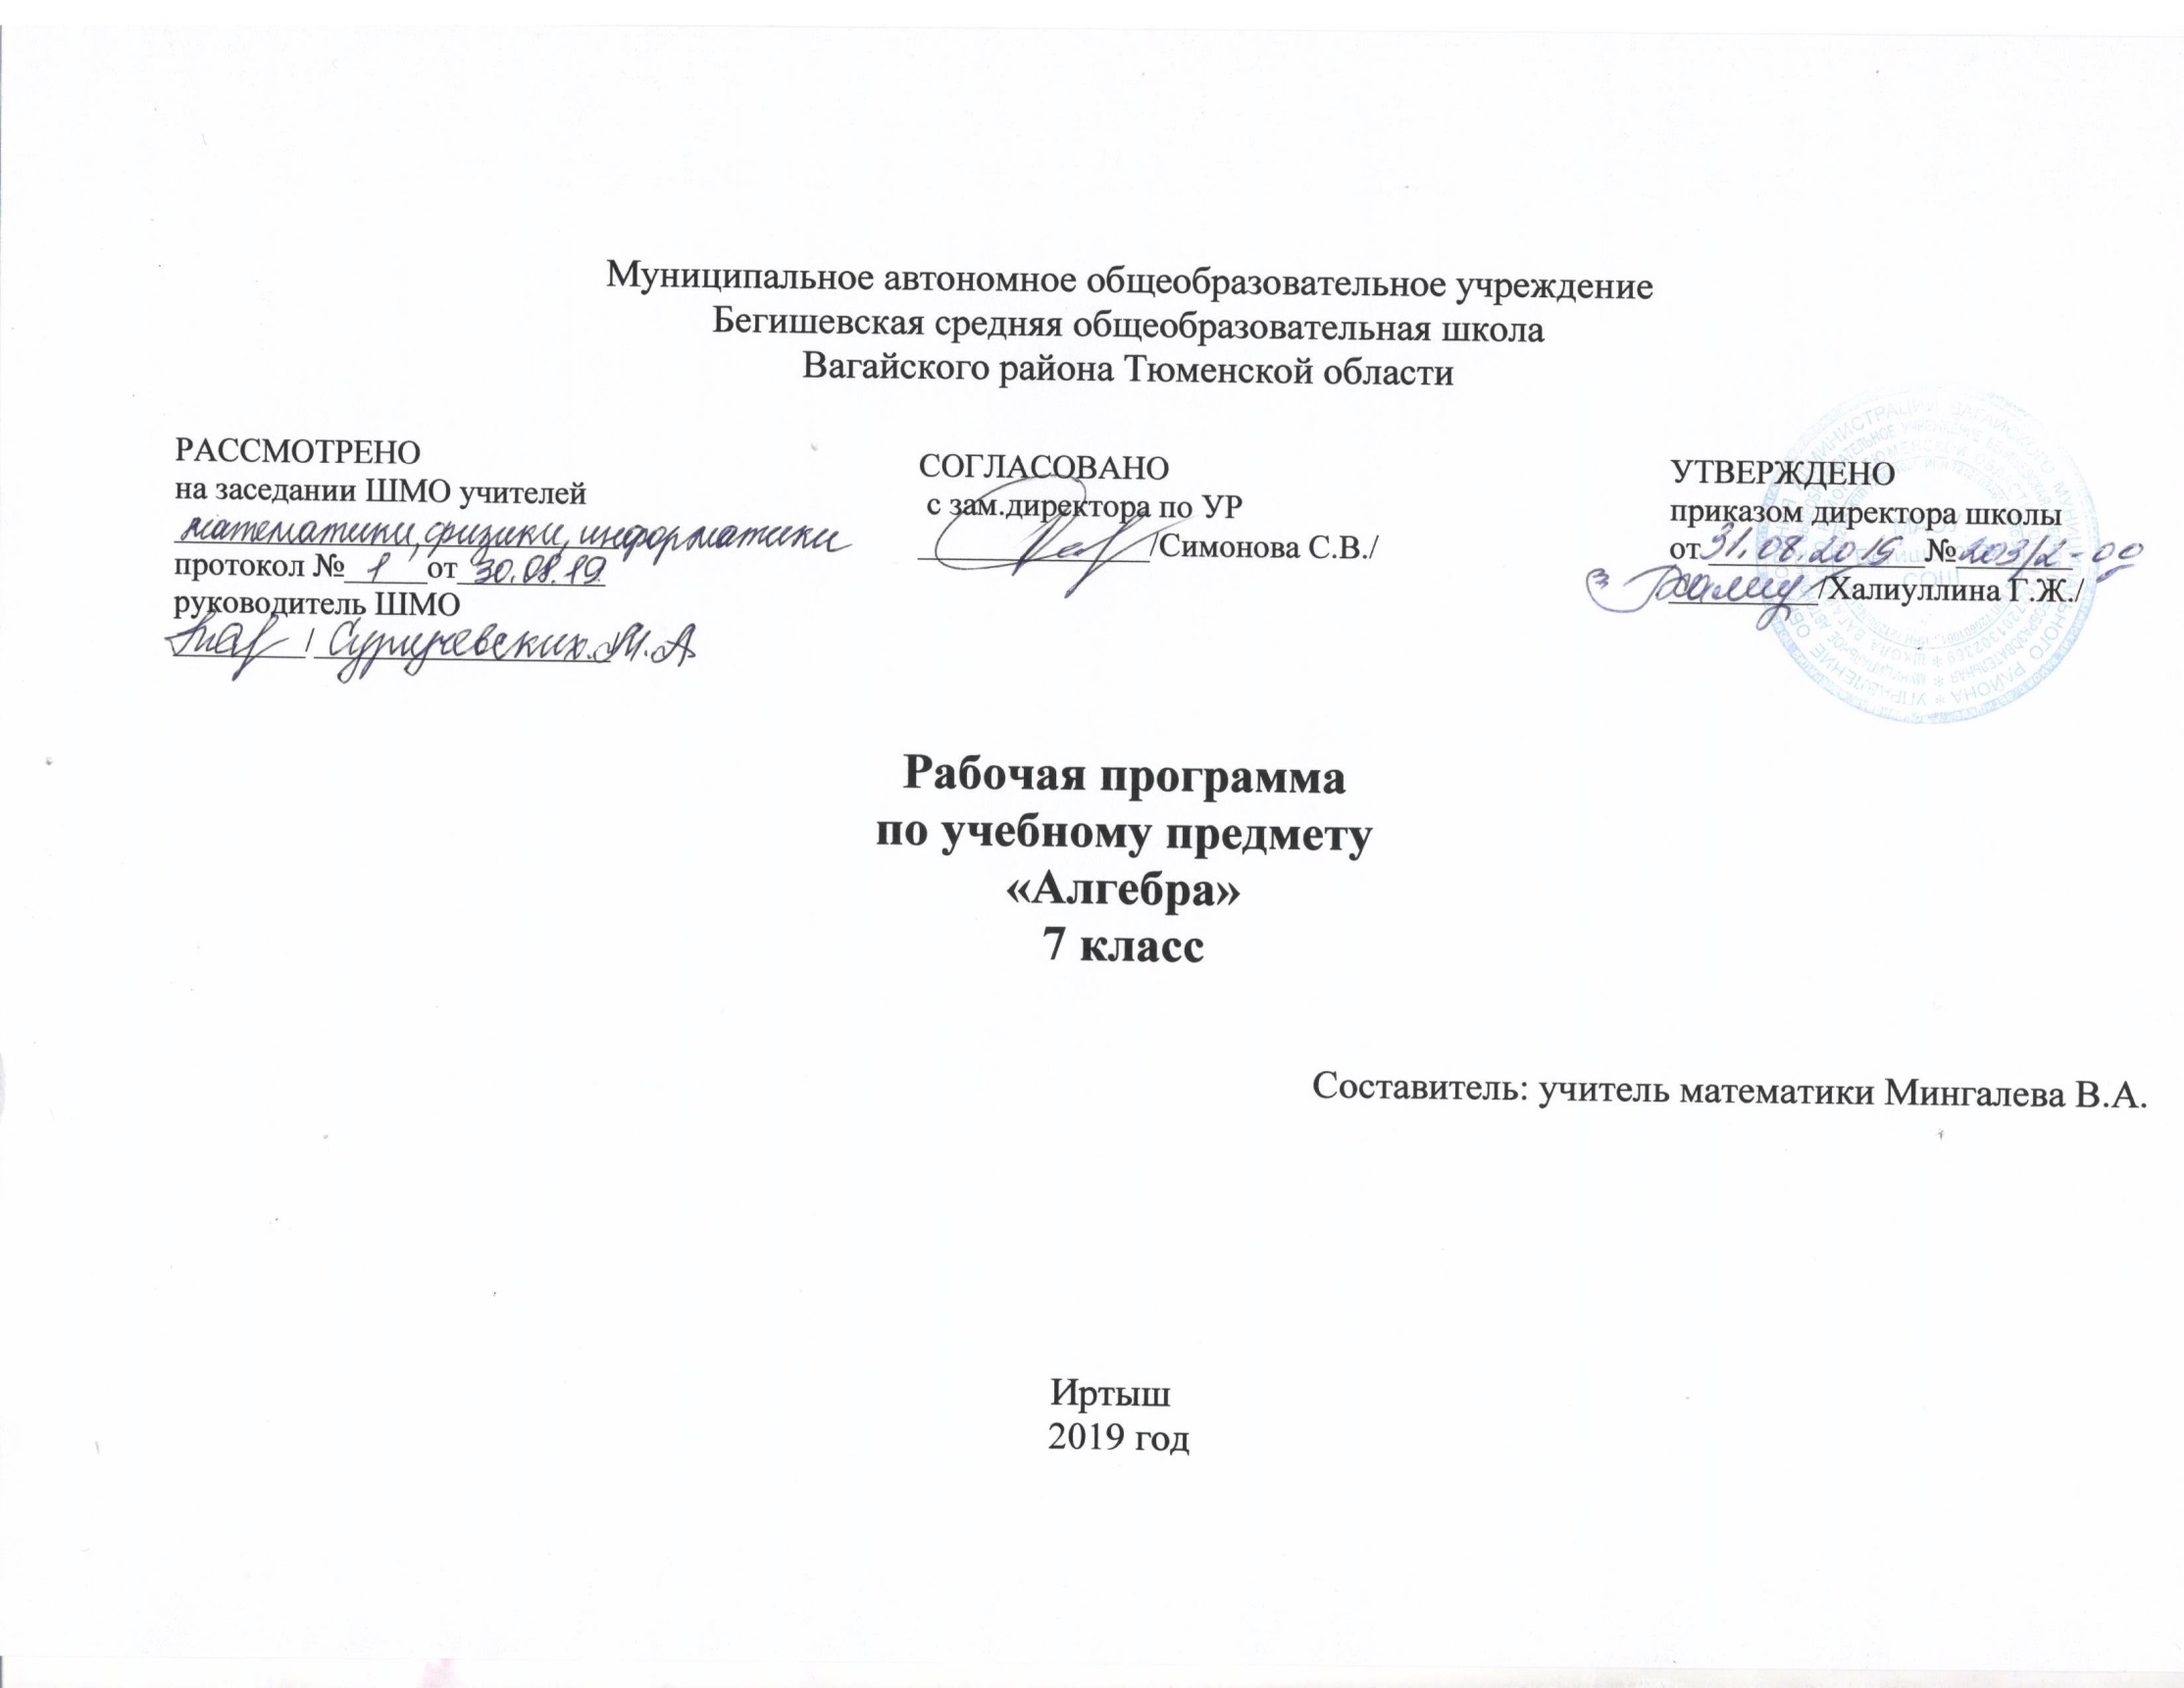 Муниципальное автономное общеобразовательное учреждение
Бегишевская средняя общеобразовательная школа
Вагайского района Тюменской области
РАССМОТРЕНО
на заседании ШМО учителей
математики, физики, информатики
протокол № 1 от 30.08.19
руководитель ШМО
/ М.А
СОГЛАСОВАНО
с зам.директора по УР
/Симонова С.В./
УТВЕРЖДЕНО
приказом директора школы
от 31.08.2019 № 203/2-од
/Халиуллина Г.Ж./
Рабочая программа
по учебному предмету
«Алгебра»
7 класс
Составитель: учитель математики Мингалева В.А.
Иртыш
2019 год